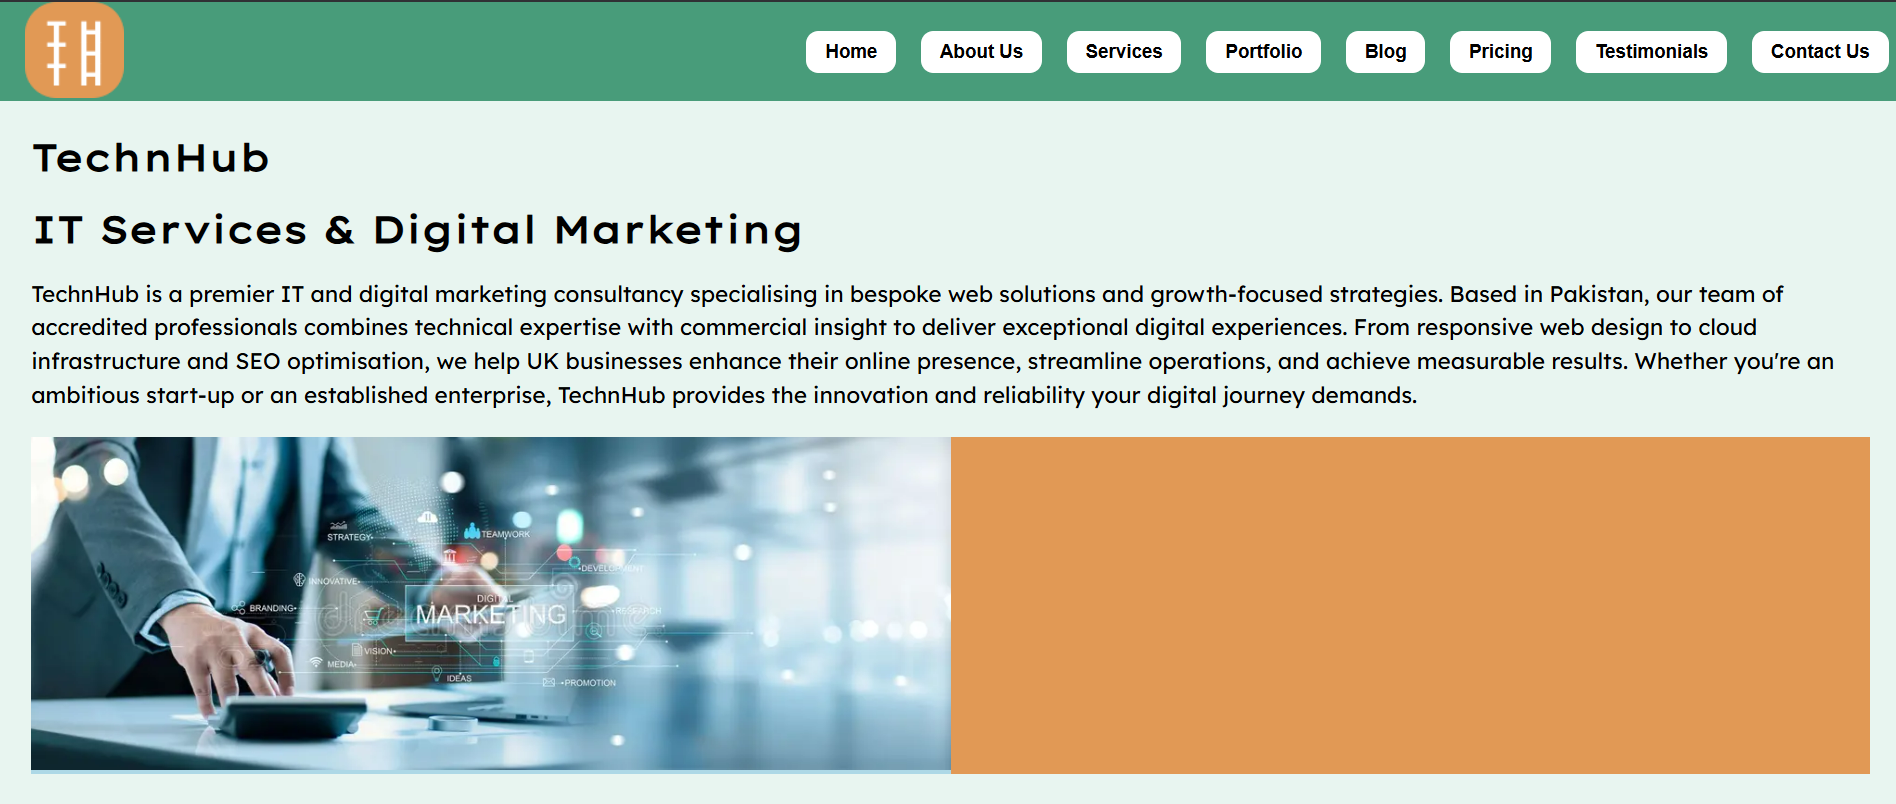 Home
About Us
Services
Portfolio
Blog
Pricing
Testimonials
Contact Us
TechnHub
IT Services & Digital Marketing
TechnHub is a premier IT and digital marketing consultancy specialising in bespoke web solutions and growth-focused strategies. Based in Pakistan, our team of
accredited professionals combines technical expertise with commercial insight to deliver exceptional digital experiences. From responsive web design to cloud
infrastructure and SEO optimisation, we help UK businesses enhance their online presence, streamline operations, and achieve measurable results. Whether you're an
ambitious start-up or an established enterprise, TechnHub provides the innovation and reliability your digital journey demands.
STRATEGY
TEAMWORK
DEVELOPMENT
INNOVATIVE
BRANDING
DIGITAL
MARKETING
RESEARCH
VISION
MEDIA
IDEAS
PROMOTION